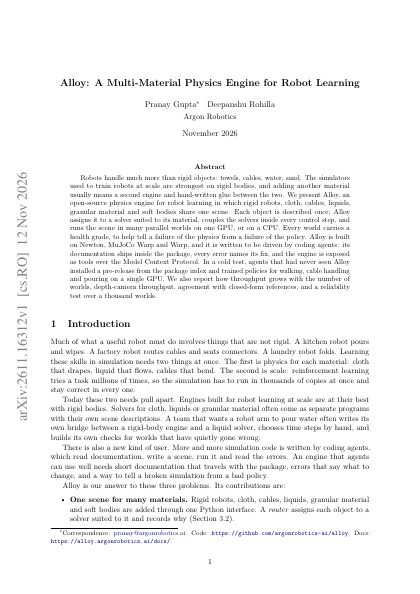 Alloy: A Multi-Material Physics Engine for Robot Learning
Pranay Gupta* Deepanshu Rohilla
Argon Robotics
November 2026
Abstract
Robots handle much more than rigid objects: towels, cables, water, sand. The simulators
used to train robots at scale are strongest on rigid bodies, and adding another material
usually means a second engine and hand-written glue between the two. We present Alloy, an
open-source physics engine for robot learning in which rigid robots, cloth, cables, liquids,
granular material and soft bodies share one scene. Each object is described once; Alloy
assigns it to a solver suited to its material, couples the solvers inside every control step, and
runs the scene in many parallel worlds on one GPU, or on a CPU. Every world carries a
health grade, to help tell a failure of the physics from a failure of the policy. Alloy is built
on Newton, MuJoCo Warp and Warp, and it is written to be driven by coding agents: its
documentation ships inside the package, every error names its fix, and the engine is exposed
as tools over the Model Context Protocol. In a cold test, agents that had never seen Alloy
installed a pre-release from the package index and trained policies for walking, cable handling
and pouring on a single GPU. We also report how throughput grows with the number of
worlds, depth-camera throughput, agreement with closed-form references, and a reliability
test over a thousand worlds.
1 Introduction
Much of what a useful robot must do involves things that are not rigid. A kitchen robot pours
and wipes. A factory robot routes cables and seats connectors. A laundry robot folds. Learning
these skills in simulation needs two things at once. The first is physics for each material: cloth
that drapes, liquid that flows, cables that bend. The second is scale: reinforcement learning
tries a task millions of times, so the simulation has to run in thousands of copies at once and
stay correct in every one.
Today these two needs pull apart. Engines built for robot learning at scale are at their best
with rigid bodies. Solvers for cloth, liquids or granular material often come as separate programs
with their own scene descriptions. A team that wants a robot arm to pour water often writes its
own bridge between a rigid-body engine and a liquid solver, chooses time steps by hand, and
builds its own checks for worlds that have quietly gone wrong.
There is also a new kind of user. More and more simulation code is written by coding agents,
which read documentation, write a scene, run it and read the errors. An engine that agents
can use well needs short documentation that travels with the package, errors that say what to
change, and a way to tell a broken simulation from a bad policy.
Alloy is our answer to these three problems. Its contributions are:
• One scene for many materials. Rigid robots, cloth, cables, liquids, granular material
and soft bodies are added through one Python interface. A router assigns each object to a
solver suited to it and records why (Section 3.2).
*Correspondence: pranay@argonrobotics.ai Code: https://github.com/argonrobotics-ai/alloy. Docs:
https://alloy.argonrobotics.ai/docs/.
1
arXiv:2611.16312v1 [cs.RO] 12 Nov 2026